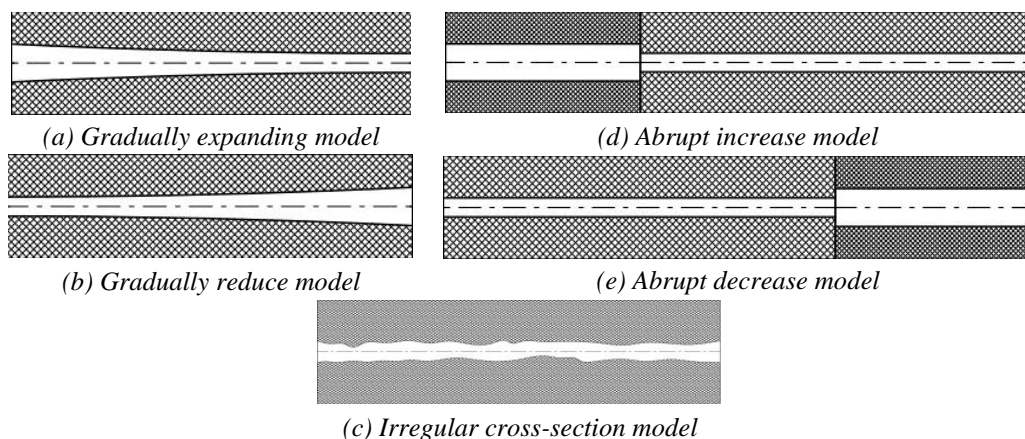 (a) Gradually expanding model
(d) Abrupt increase model
(b) Gradually reduce model
(e) Abrupt decrease model
(c) Irregular cross-section model